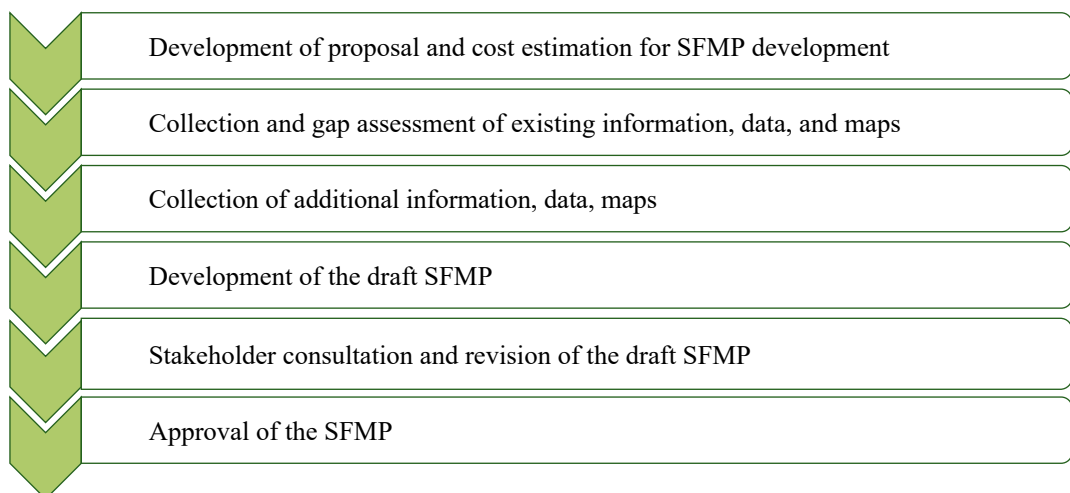 Development of proposal and cost estimation for SFMP development
Collection and gap assessment of existing information, data, and maps
Collection of additional information, data, maps
Development of the draft SFMP
Stakeholder consultation and revision of the draft SFMP
Approval of the SFMP